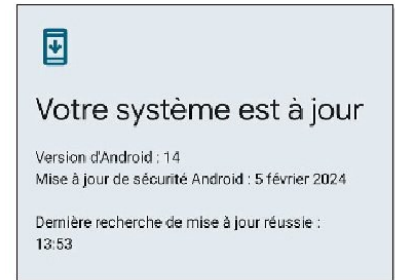 Votre système est à jour
Version d'Android : 14
Mise à jour de sécurité Android : 5 février 2024
Dernière recherche de mise à jour réussie :
13:53